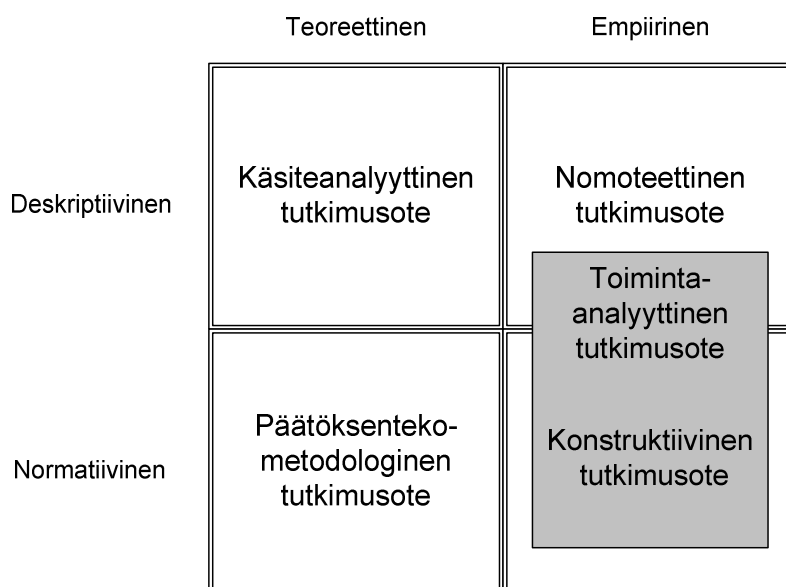 Teoreettinen
Empiirinen
Deskriptiivinen
Käsiteanalyyttinen
tutkimusote
Nomoteettinen
tutkimusote
Toiminta-
analyyttinen
tutkimusote
Normatiivinen
Päätöksenteko-
metodologinen
tutkimusote
Konstruktiivinen
tutkimusote